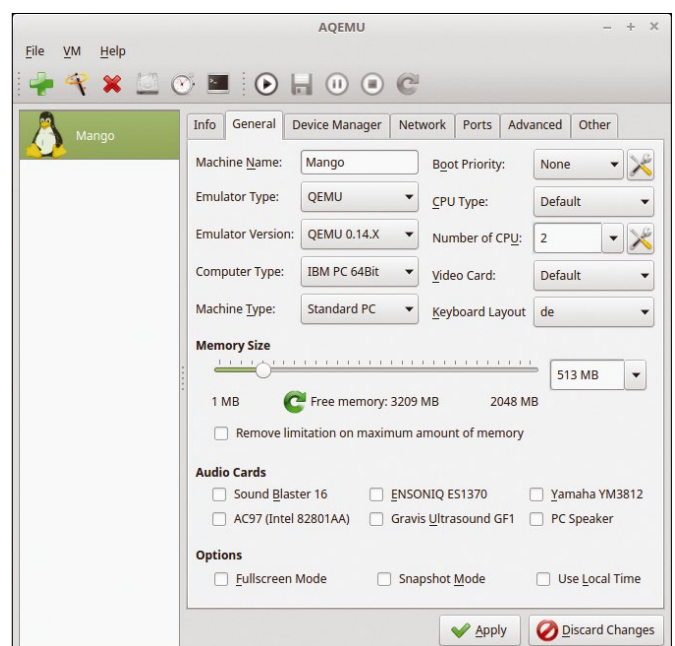 AQEMU
File VM Help
Mango
Info General Device Manager Network Ports Advanced Other
Machine Name: Mango Boot Priority: None
Emulator Type: QEMU CPU Type: Default
Emulator Version: QEMU 0.14.X Number of CPU: 2
Computer Type: IBM PC 64Bit Video Card: Default
Machine Type: Standard PC Keyboard Layout de
Memory Size
513 MB
1 MB Free memory: 3209 MB 2048 MB
Remove limitation on maximum amount of memory
Audio Cards
Sound Blaster 16 ENSONIQ ES1370 Yamaha YM3812
AC97 (Intel 82801AA) Gravis Ultrasound GF1 PC Speaker
Options
Fullscreen Mode Snapshot Mode Use Local Time
Apply Discard Changes